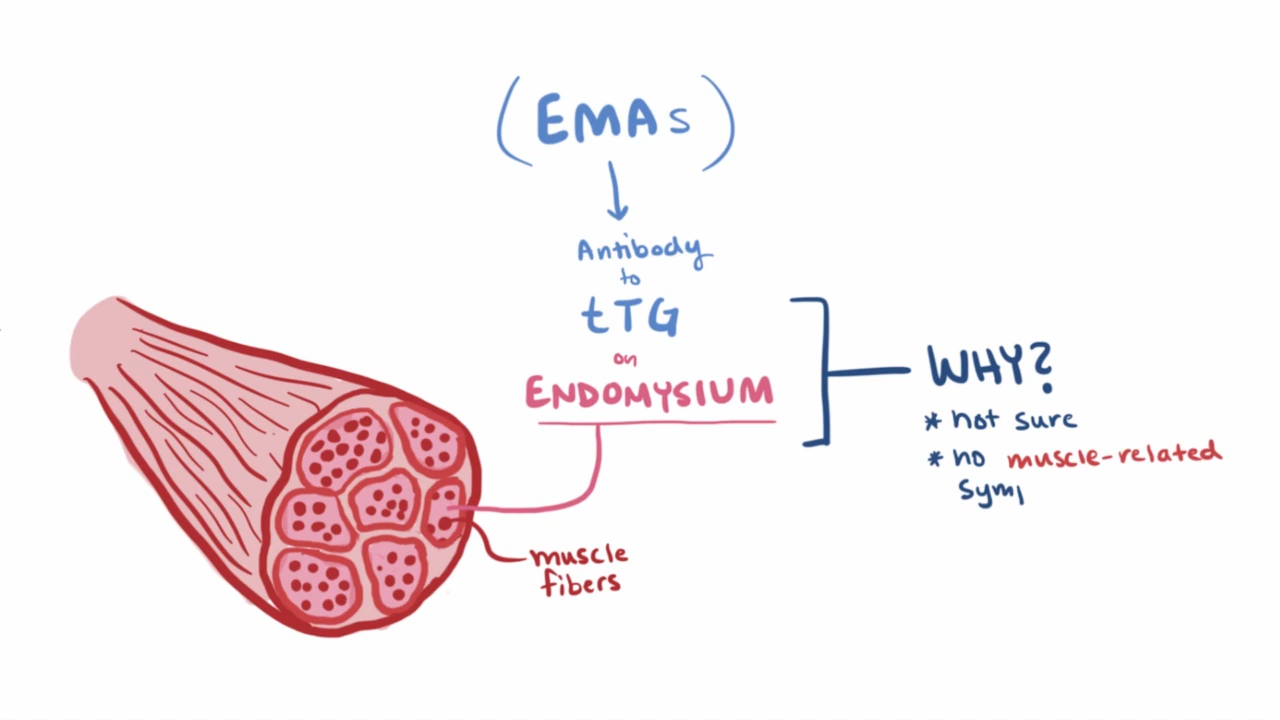 (EMAs)
Antibody
to
tTG
on
ENDOMYSIUM
WHY?
* not sure
* no muscle-related
muscle
fibers